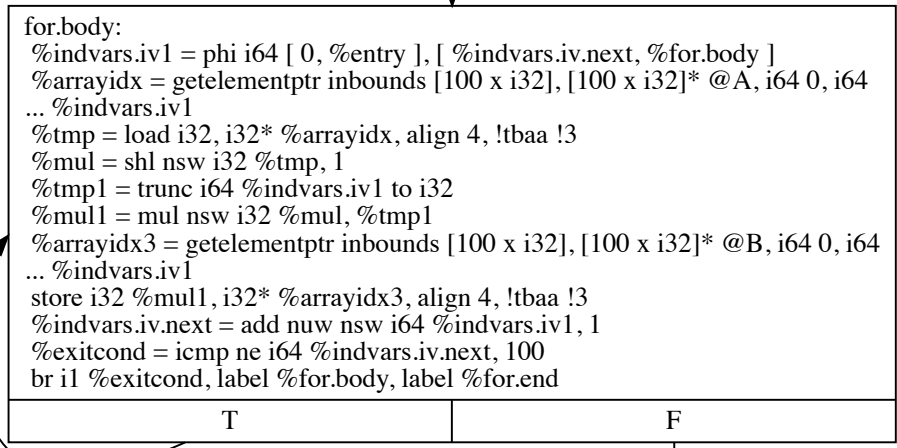 for.body:
%indvars.iv1 = phi i64 [ 0, %entry ], [ %indvars.iv.next, %for.body ]
%arrayidx = getelementptr inbounds [100 x i32], [100 x i32]* @A, i64 0, i64
... %indvars.iv1
%tmp = load i32, i32* %arrayidx, align 4, !tbaa !3
%mul = shl nsw i32 %tmp, 1
%tmp1 = trunc i64 %indvars.iv1 to i32
%mul1 = mul nsw i32 %mul, %tmp1
%arrayidx3 = getelementptr inbounds [100 x i32], [100 x i32]* @B, i64 0, i64
... %indvars.iv1
store i32 %mul1, i32* %arrayidx3, align 4, !tbaa !3
%indvars.iv.next = add nuw nsw i64 %indvars.iv1, 1
%exitcond = icmp ne i64 %indvars.iv.next, 100
br i1 %exitcond, label %for.body, label %for.end
T F